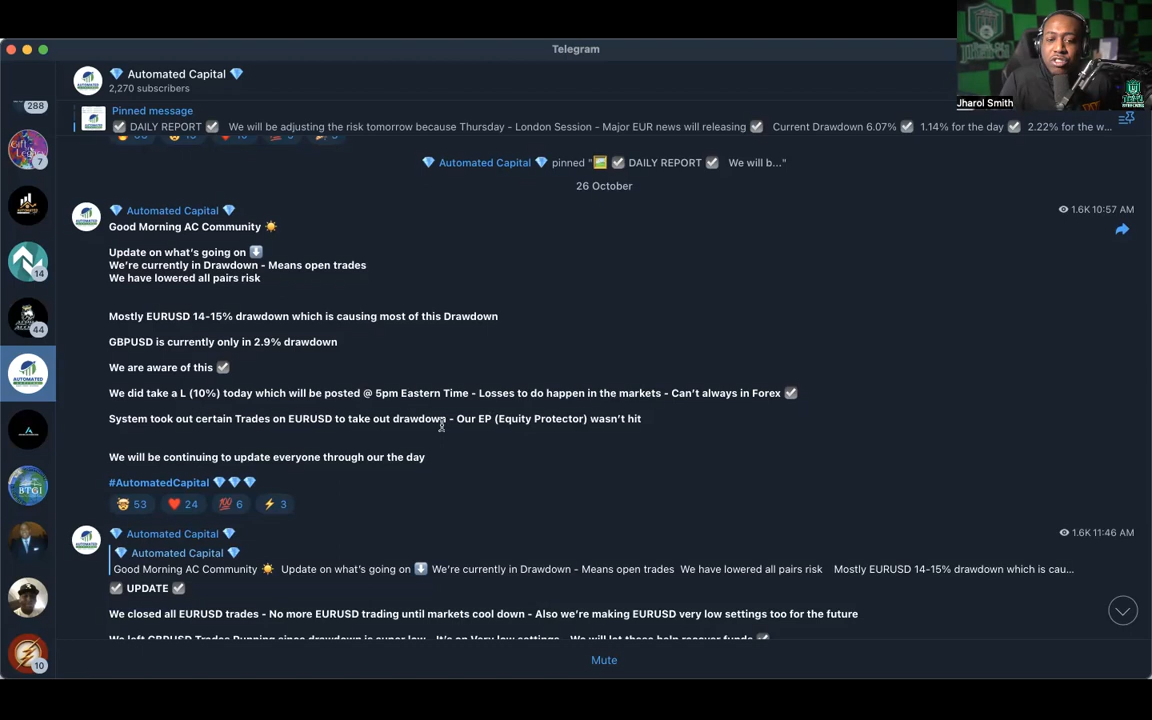 Telegram
Jharol Smith
288
Automated Capital
2,270 subscribers
Pinned message
DAILY REPORT We will be adjusting the risk tomorrow because Thursday - London Session - Major EUR news will releasing Current Drawdown 6.07% 1.14% for the day 2.22% for the w...
7
Automated Capital pinned "DAILY REPORT We will b..."
26 October
Automated Capital
1.6K 10:57 AM
Good Morning AC Community
Update on what's going on
We're currently in Drawdown - Means open trades
We have lowered all pairs risk
14
Mostly EURUSD 14-15% drawdown which is causing most of this Drawdown
44
GBPUSD is currently only in 2.9% drawdown
We are aware of this
We did take a L (10%) today which will be posted @ 5pm Eastern Time - Losses to do happen in the markets - Can't always in Forex
System took out certain Trades on EURUSD to take out drawdown - Our EP (Equity Protector) wasn't hit
We will be continuing to update everyone through our the day
#AutomatedCapital
BTGI
53 24 100 6 3
Automated Capital
1.6K 11:46 AM
Automated Capital
Good Morning AC Community Update on what's going on We're currently in Drawdown - Means open trades We have lowered all pairs risk Mostly EURUSD 14-15% drawdown which is cau...
UPDATE
We closed all EURUSD trades - No more EURUSD trading until markets cool down - Also we're making EURUSD very low settings too for the future
We left GBPUSD Trades Running since drawdown is super low - It's on Very low settings - We will let these help recover funds
10
Mute